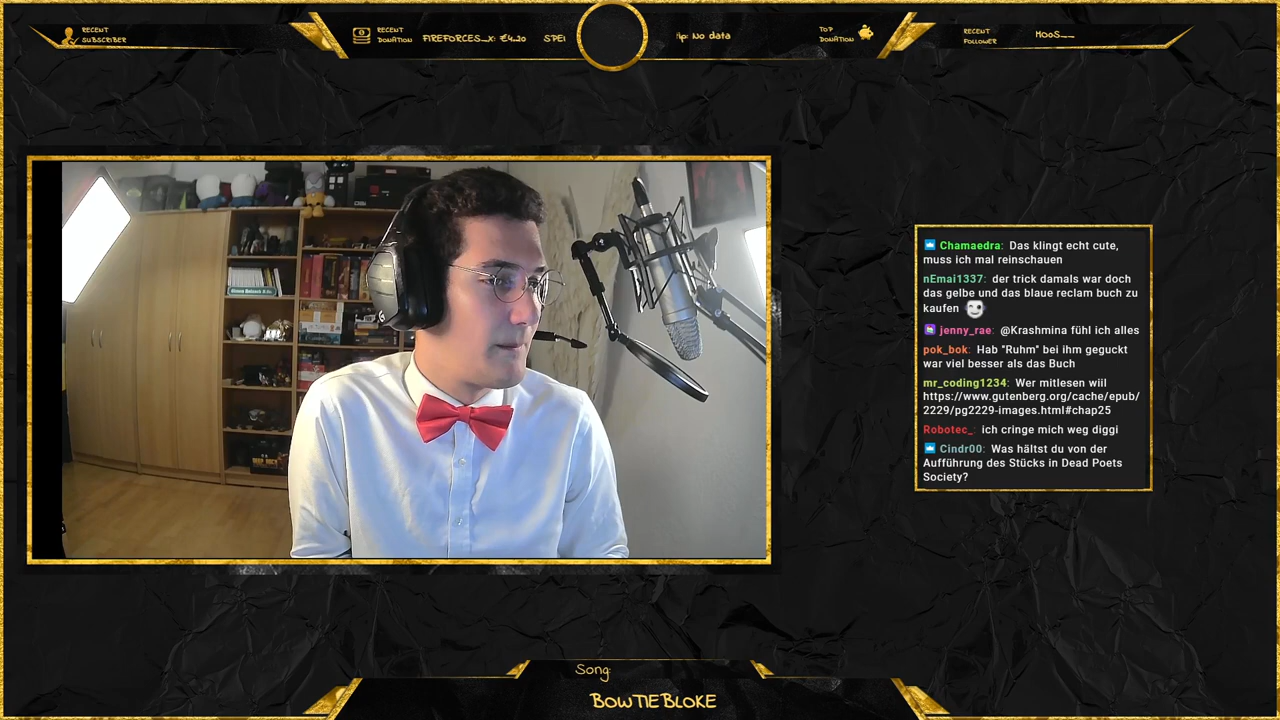 RECENT
SUBSCRIBER
RECENT
DONATION
FIREFORCES_X: €4.20
SPEI
ip: No data
TOP
DONATION
RECENT
FOLLOWER
MOOS__
Chamaedra: Das klingt echt cute,
muss ich mal reinschauen
nEmai1337: der trick damals war doch
das gelbe und das blaue reclam buch zu
kaufen
jenny_rae: @Krashmina fühl ich alles
pok_bok: Hab "Ruhm" bei ihm geguckt
war viel besser als das Buch
mr_coding1234: Wer mitlesen wiil
https://www.gutenberg.org/cache/epub/
2229/pg2229-images.html#chap25
Robotec_: ich cringe mich weg diggi
Cindr00: Was hältst du von der
Aufführung des Stücks in Dead Poets
Society?
Song:
BOWTIEBLOKE